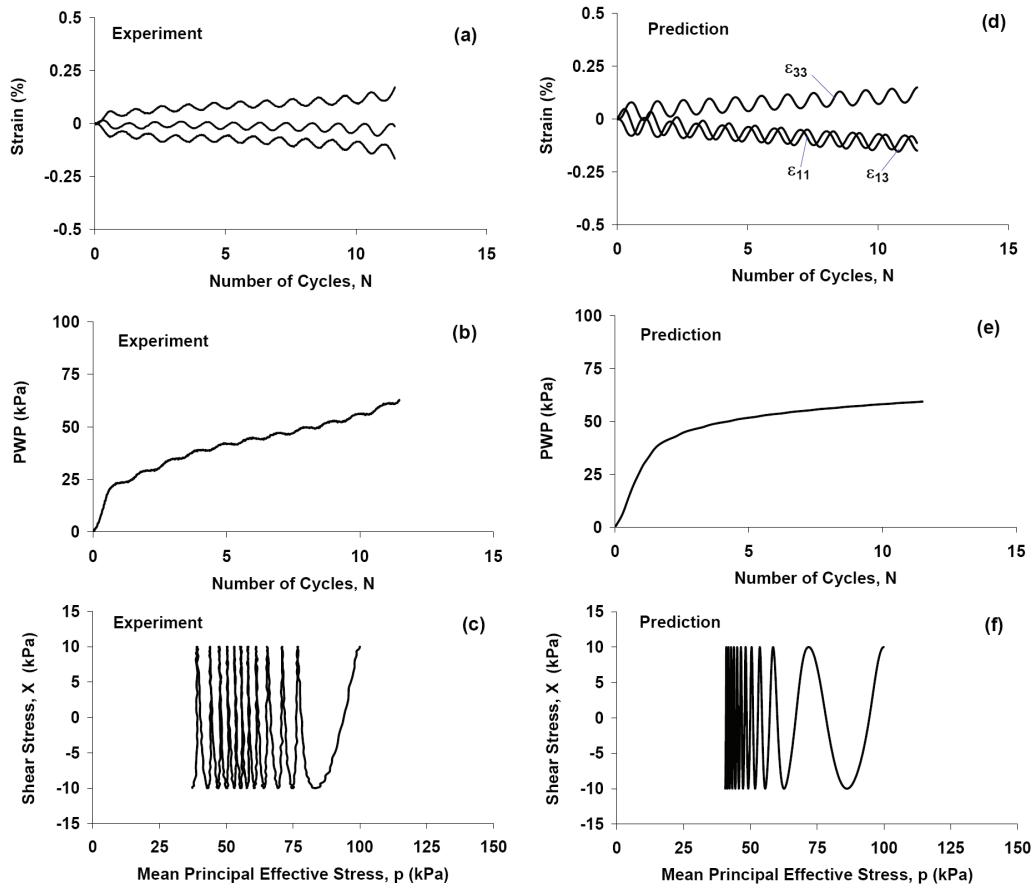 0.5
0.25
0
-0.25
-0.5
Strain (%)
Experiment
(a)
0 5 10 15
Number of Cycles, N
0.5
0.25
0
-0.25
-0.5
Strain (%)
Prediction
(d)
ε33
ε11
ε13
0 5 10 15
Number of Cycles, N
100
75
50
25
0
PWP (kPa)
Experiment
(b)
0 5 10 15
Number of Cycles, N
100
75
50
25
0
PWP (kPa)
Prediction
(e)
0 5 10 15
Number of Cycles, N
15
10
5
0
-5
-10
-15
Shear Stress, X (kPa)
Experiment
(c)
0 25 50 75 100 125 150
Mean Principal Effective Stress, p (kPa)
15
10
5
0
-5
-10
-15
Shear Stress, X (kPa)
Prediction
(f)
0 25 50 75 100 125 150
Mean Principal Effective Stress, p (kPa)